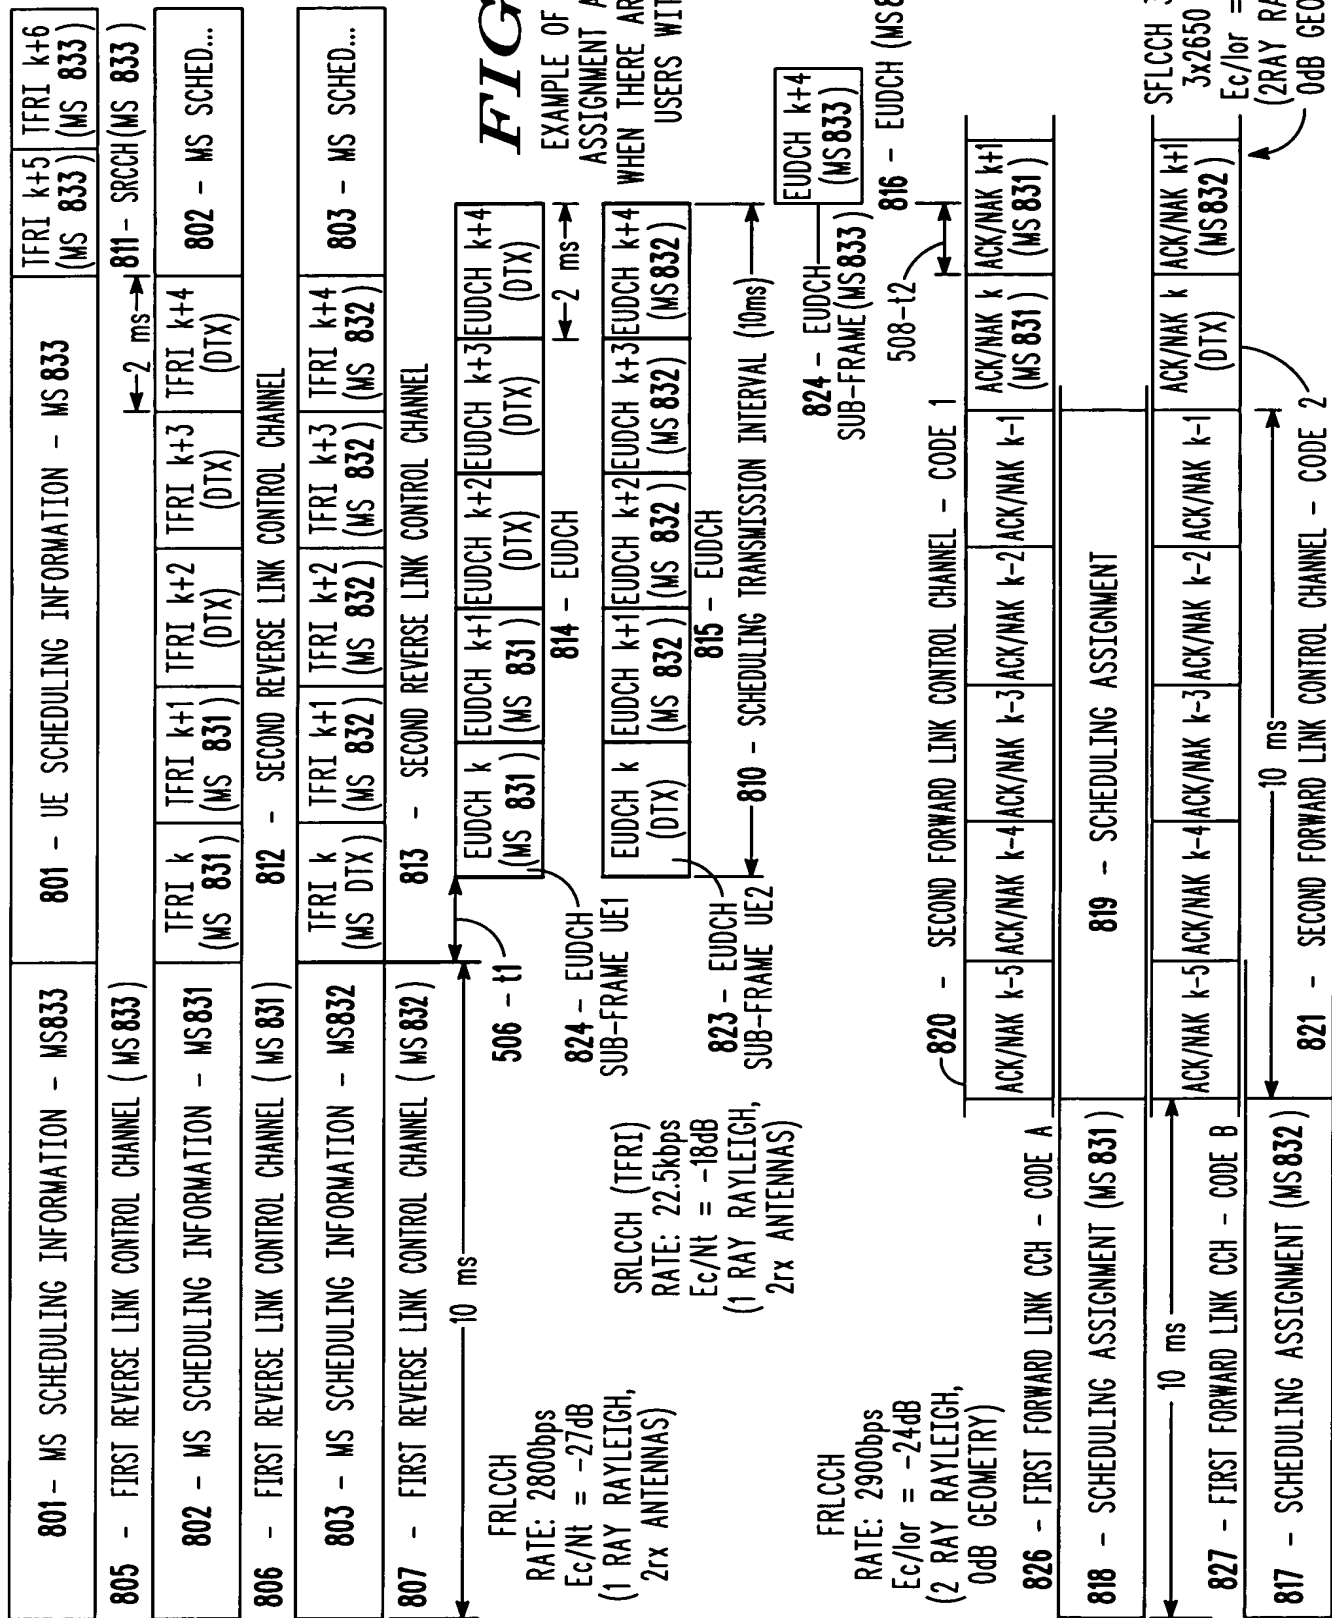 801 - MS SCHEDULING INFORMATION - MS833
801 - UE SCHEDULING INFORMATION - MS 833
TFRI k+5
(MS 833)
TFRI k+6
(MS 833)
805 - FIRST REVERSE LINK CONTROL CHANNEL (MS 833)
811 - SRCH (MS 833)
2 ms
802 - MS SCHEDULING INFORMATION - MS831
TFRI k
(MS 831)
TFRI k+1
(MS 831)
TFRI k+2
(DTX)
TFRI k+3
(DTX)
TFRI k+4
(DTX)
802 - MS SCHED...
806 - FIRST REVERSE LINK CONTROL CHANNEL (MS 831)
812 - SECOND REVERSE LINK CONTROL CHANNEL
803 - MS SCHEDULING INFORMATION - MS832
TFRI k
(MS DTX)
TFRI k+1
(MS 832)
TFRI k+2
(MS 832)
TFRI k+3
(MS 832)
TFRI k+4
(MS 832)
803 - MS SCHED...
807 - FIRST REVERSE LINK CONTROL CHANNEL (MS 832)
813 - SECOND REVERSE LINK CONTROL CHANNEL
10 ms
506 - t1
EUDCH k
(MS 831)
EUDCH k+1
(MS 831)
EUDCH k+2
(DTX)
EUDCH k+3
(DTX)
EUDCH k+4
(DTX)
824 - EUDCH
SUB-FRAME UE1
814 - EUDCH
2 ms
FRLCCH
RATE: 2800bps
Ec/Nt = -27dB
(1 RAY RAYLEIGH,
2rx ANTENNAS)
SRLCCH (TFRI)
RATE: 22.5kbps
Ec/Nt = -18dB
(1 RAY RAYLEIGH,
2rx ANTENNAS)
EUDCH k
(DTX)
EUDCH k+1
(MS 832)
EUDCH k+2
(MS 832)
EUDCH k+3
(MS 832)
EUDCH k+4
(MS832)
823 - EUDCH
SUB-FRAME UE2
815 - EUDCH
810 - SCHEDULING TRANSMISSION INTERVAL (10ms)
FIG
EXAMPLE OF
ASSIGNMENT A
WHEN THERE AR
USERS WIT
EUDCH k+4
(MS833)
824 - EUDCH
SUB-FRAME(MS833)
816 - EUDCH (MS8
508-t2
FRLCCH
RATE: 2900bps
Ec/Ior = -24dB
(2 RAY RAYLEIGH,
0dB GEOMETRY)
820 - SECOND FORWARD LINK CONTROL CHANNEL - CODE 1
ACK/NAK k-5
ACK/NAK k-4
ACK/NAK k-3
ACK/NAK k-2
ACK/NAK k-1
ACK/NAK k
(MS 831)
ACK/NAK k+1
(MS 831)
826 - FIRST FORWARD LINK CCH - CODE A
818 - SCHEDULING ASSIGNMENT (MS 831)
819 - SCHEDULING ASSIGNMENT
10 ms
ACK/NAK k-5
ACK/NAK k-4
ACK/NAK k-3
ACK/NAK k-2
ACK/NAK k-1
ACK/NAK k
(DTX)
ACK/NAK k+1
(MS832)
827 - FIRST FORWARD LINK CCH - CODE B
10 ms
817 - SCHEDULING ASSIGNMENT (MS832)
821 - SECOND FORWARD LINK CONTROL CHANNEL - CODE 2
SFLCCH
3x2650
Ec/Ior =
(2RAY RA
0dB GEO